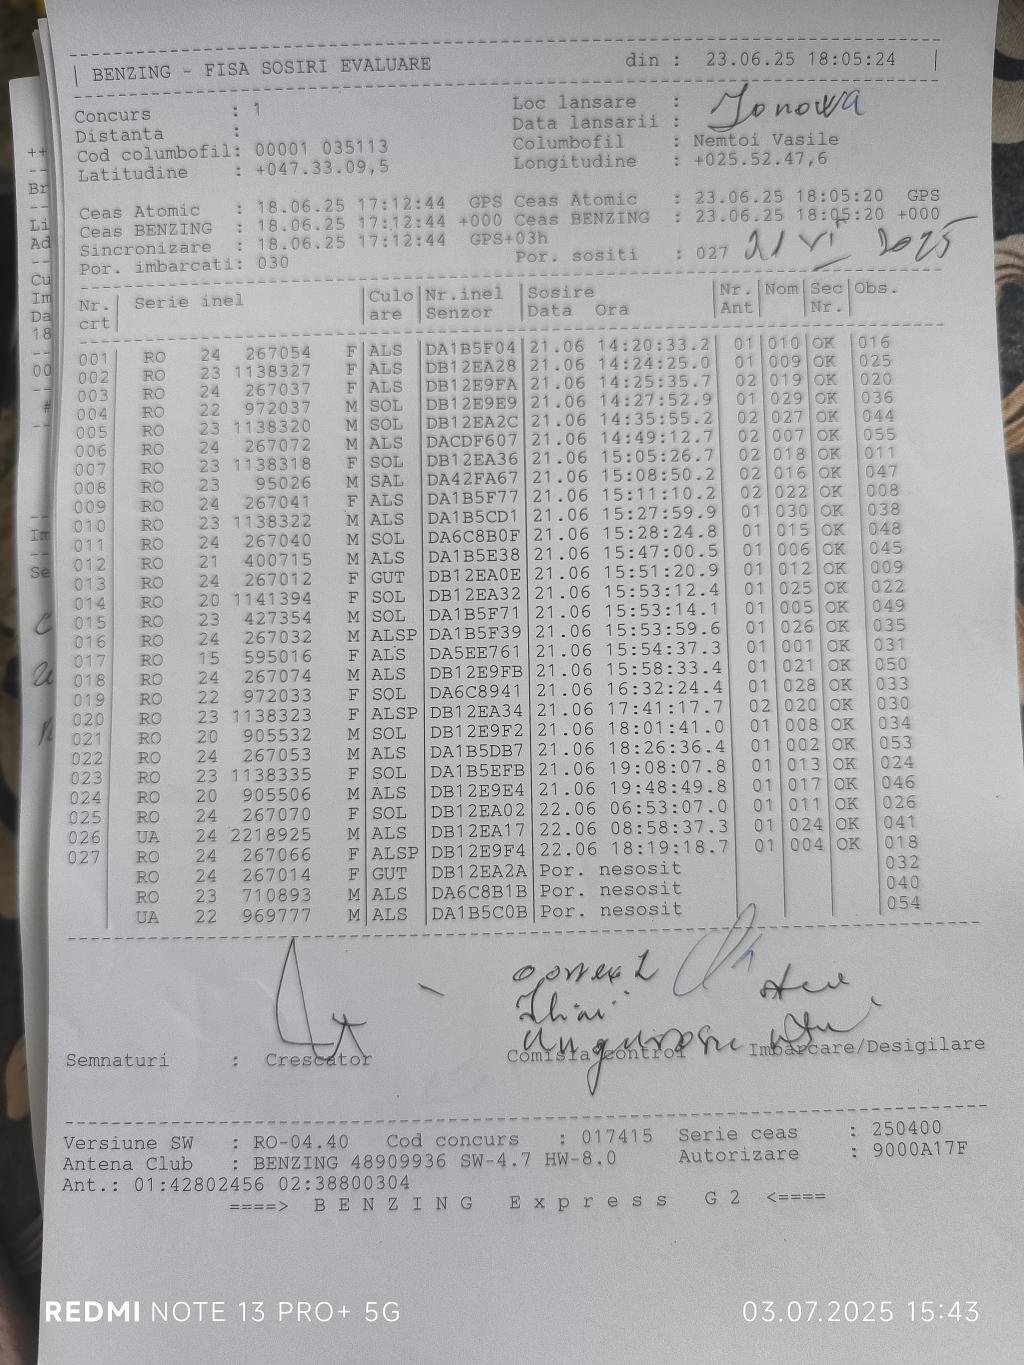 BENZING - FISA SOSIRI EVALUARE din : 23.06.25 18:05:24
Concurs : 1 Loc lansare : Jonowa
Distanta : Data lansarii :
Cod columbofil: 00001 035113 Columbofil : Nemtoi Vasile
Latitudine : +047.33.09,5 Longitudine : +025.52.47,6
Ceas Atomic : 18.06.25 17:12:44 GPS Ceas Atomic : 23.06.25 18:05:20 GPS
Ceas BENZING : 18.06.25 17:12:44 +000 Ceas BENZING : 23.06.25 18:05:20 +000
Sincronizare : 18.06.25 17:12:44 GPS+03h
Por. imbarcati: 030 Por. sositi : 027 21 VI 2025
Nr. Serie inel Culo Nr.inel Sosire Nr. Nom Sec Obs.
crt are Senzor Data Ora Ant Nr.
001 RO 24 267054 F ALS DA1B5F04 21.06 14:20:33.2 01 010 OK 016
002 RO 23 1138327 F ALS DB12EA28 21.06 14:24:25.0 01 009 OK 025
003 RO 24 267037 F ALS DB12E9FA 21.06 14:25:35.7 02 019 OK 020
004 RO 22 972037 M SOL DB12E9E9 21.06 14:27:52.9 01 029 OK 036
005 RO 23 1138320 M SOL DB12EA2C 21.06 14:35:55.2 02 027 OK 044
006 RO 24 267072 M ALS DACDF607 21.06 14:49:12.7 02 007 OK 055
007 RO 23 1138318 F SOL DB12EA36 21.06 15:05:26.7 02 018 OK 011
008 RO 23 95026 M SAL DA42FA67 21.06 15:08:50.2 02 016 OK 047
009 RO 24 267041 F ALS DA1B5F77 21.06 15:11:10.2 02 022 OK 008
010 RO 23 1138322 M ALS DA1B5CD1 21.06 15:27:59.9 01 030 OK 038
011 RO 24 267040 M SOL DA6C8B0F 21.06 15:28:24.8 01 015 OK 048
012 RO 21 400715 M ALS DA1B5E38 21.06 15:47:00.5 01 006 OK 045
013 RO 24 267012 F GUT DB12EA0E 21.06 15:51:20.9 01 012 OK 009
014 RO 20 1141394 F SOL DB12EA32 21.06 15:53:12.4 01 025 OK 022
015 RO 23 427354 M SOL DA1B5F71 21.06 15:53:14.1 01 005 OK 049
016 RO 24 267032 M ALSP DA1B5F39 21.06 15:53:59.6 01 026 OK 035
017 RO 15 595016 F ALS DA5EE761 21.06 15:54:37.3 01 001 OK 031
018 RO 24 267074 M ALS DB12E9FB 21.06 15:58:33.4 01 021 OK 050
019 RO 22 972033 F SOL DA6C8941 21.06 16:32:24.4 01 028 OK 033
020 RO 23 1138323 F ALSP DB12EA34 21.06 17:41:17.7 02 020 OK 030
021 RO 20 905532 M SOL DB12E9F2 21.06 18:01:41.0 01 008 OK 034
022 RO 24 267053 M ALS DA1B5DB7 21.06 18:26:36.4 01 002 OK 053
023 RO 23 1138335 F SOL DA1B5EFB 21.06 19:08:07.8 01 013 OK 024
024 RO 20 905506 M ALS DB12E9E4 21.06 19:48:49.8 01 017 OK 046
025 RO 24 267070 F SOL DB12EA02 22.06 06:53:07.0 01 011 OK 026
026 UA 24 2218925 M ALS DB12EA17 22.06 08:58:37.3 01 024 OK 041
027 RO 24 267066 F ALSP DB12E9F4 22.06 18:19:18.7 01 004 OK 018
RO 24 267014 F GUT DB12EA2A Por. nesosit 032
RO 23 710893 M ALS DA6C8B1B Por. nesosit 040
UA 22 969777 M ALS DA1B5C0B Por. nesosit 054
Semnaturi : Crescator Comisia control Imbarcare/Desigilare
Versiune SW : RO-04.40 Cod concurs : 017415 Serie ceas : 250400
Antena Club : BENZING 48909936 SW-4.7 HW-8.0 Autorizare : 9000A17F
Ant.: 01:42802456 02:38800304
====> B E N Z I N G E x p r e s s G 2 <====
REDMI NOTE 13 PRO+ 5G 03.07.2025 15:43